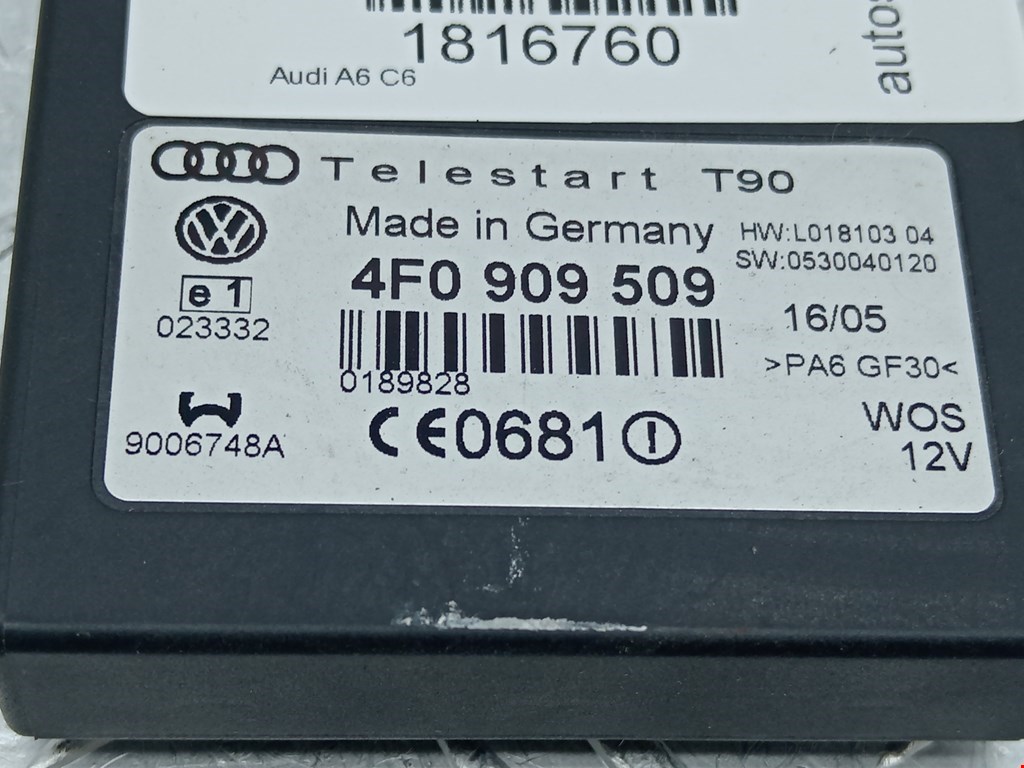 1816760
Audi A6 C6
autos
Telestart T90
Made in Germany
HW:L018103 04
4F0 909 509
SW:0530040120
e1
023332
16/05
0189828
>PA6 GF30<
9006748A
CE0681
WOS
12V